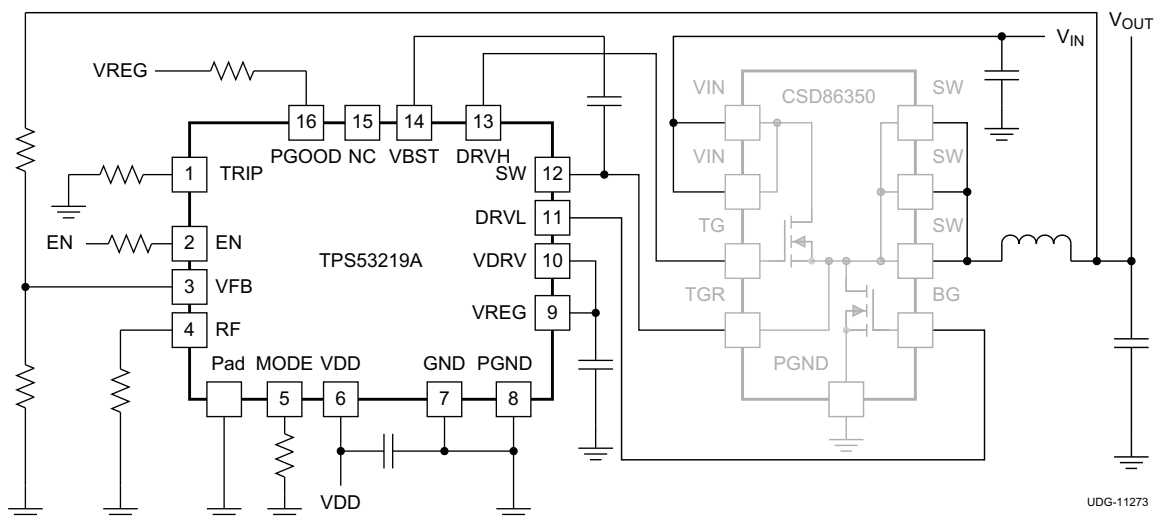 VOUT
VIN
VREG
VIN
CSD86350
SW
16
15
14
13
PGOOD
NC
VBST
DRVH
VIN
SW
1
TRIP
SW
12
TG
SW
DRVL
11
EN
2
EN
TPS53219A
VDRV
10
3
VFB
TGR
BG
VREG
9
4
RF
Pad
MODE
VDD
GND
PGND
PGND
5
6
7
8
VDD
UDG-11273